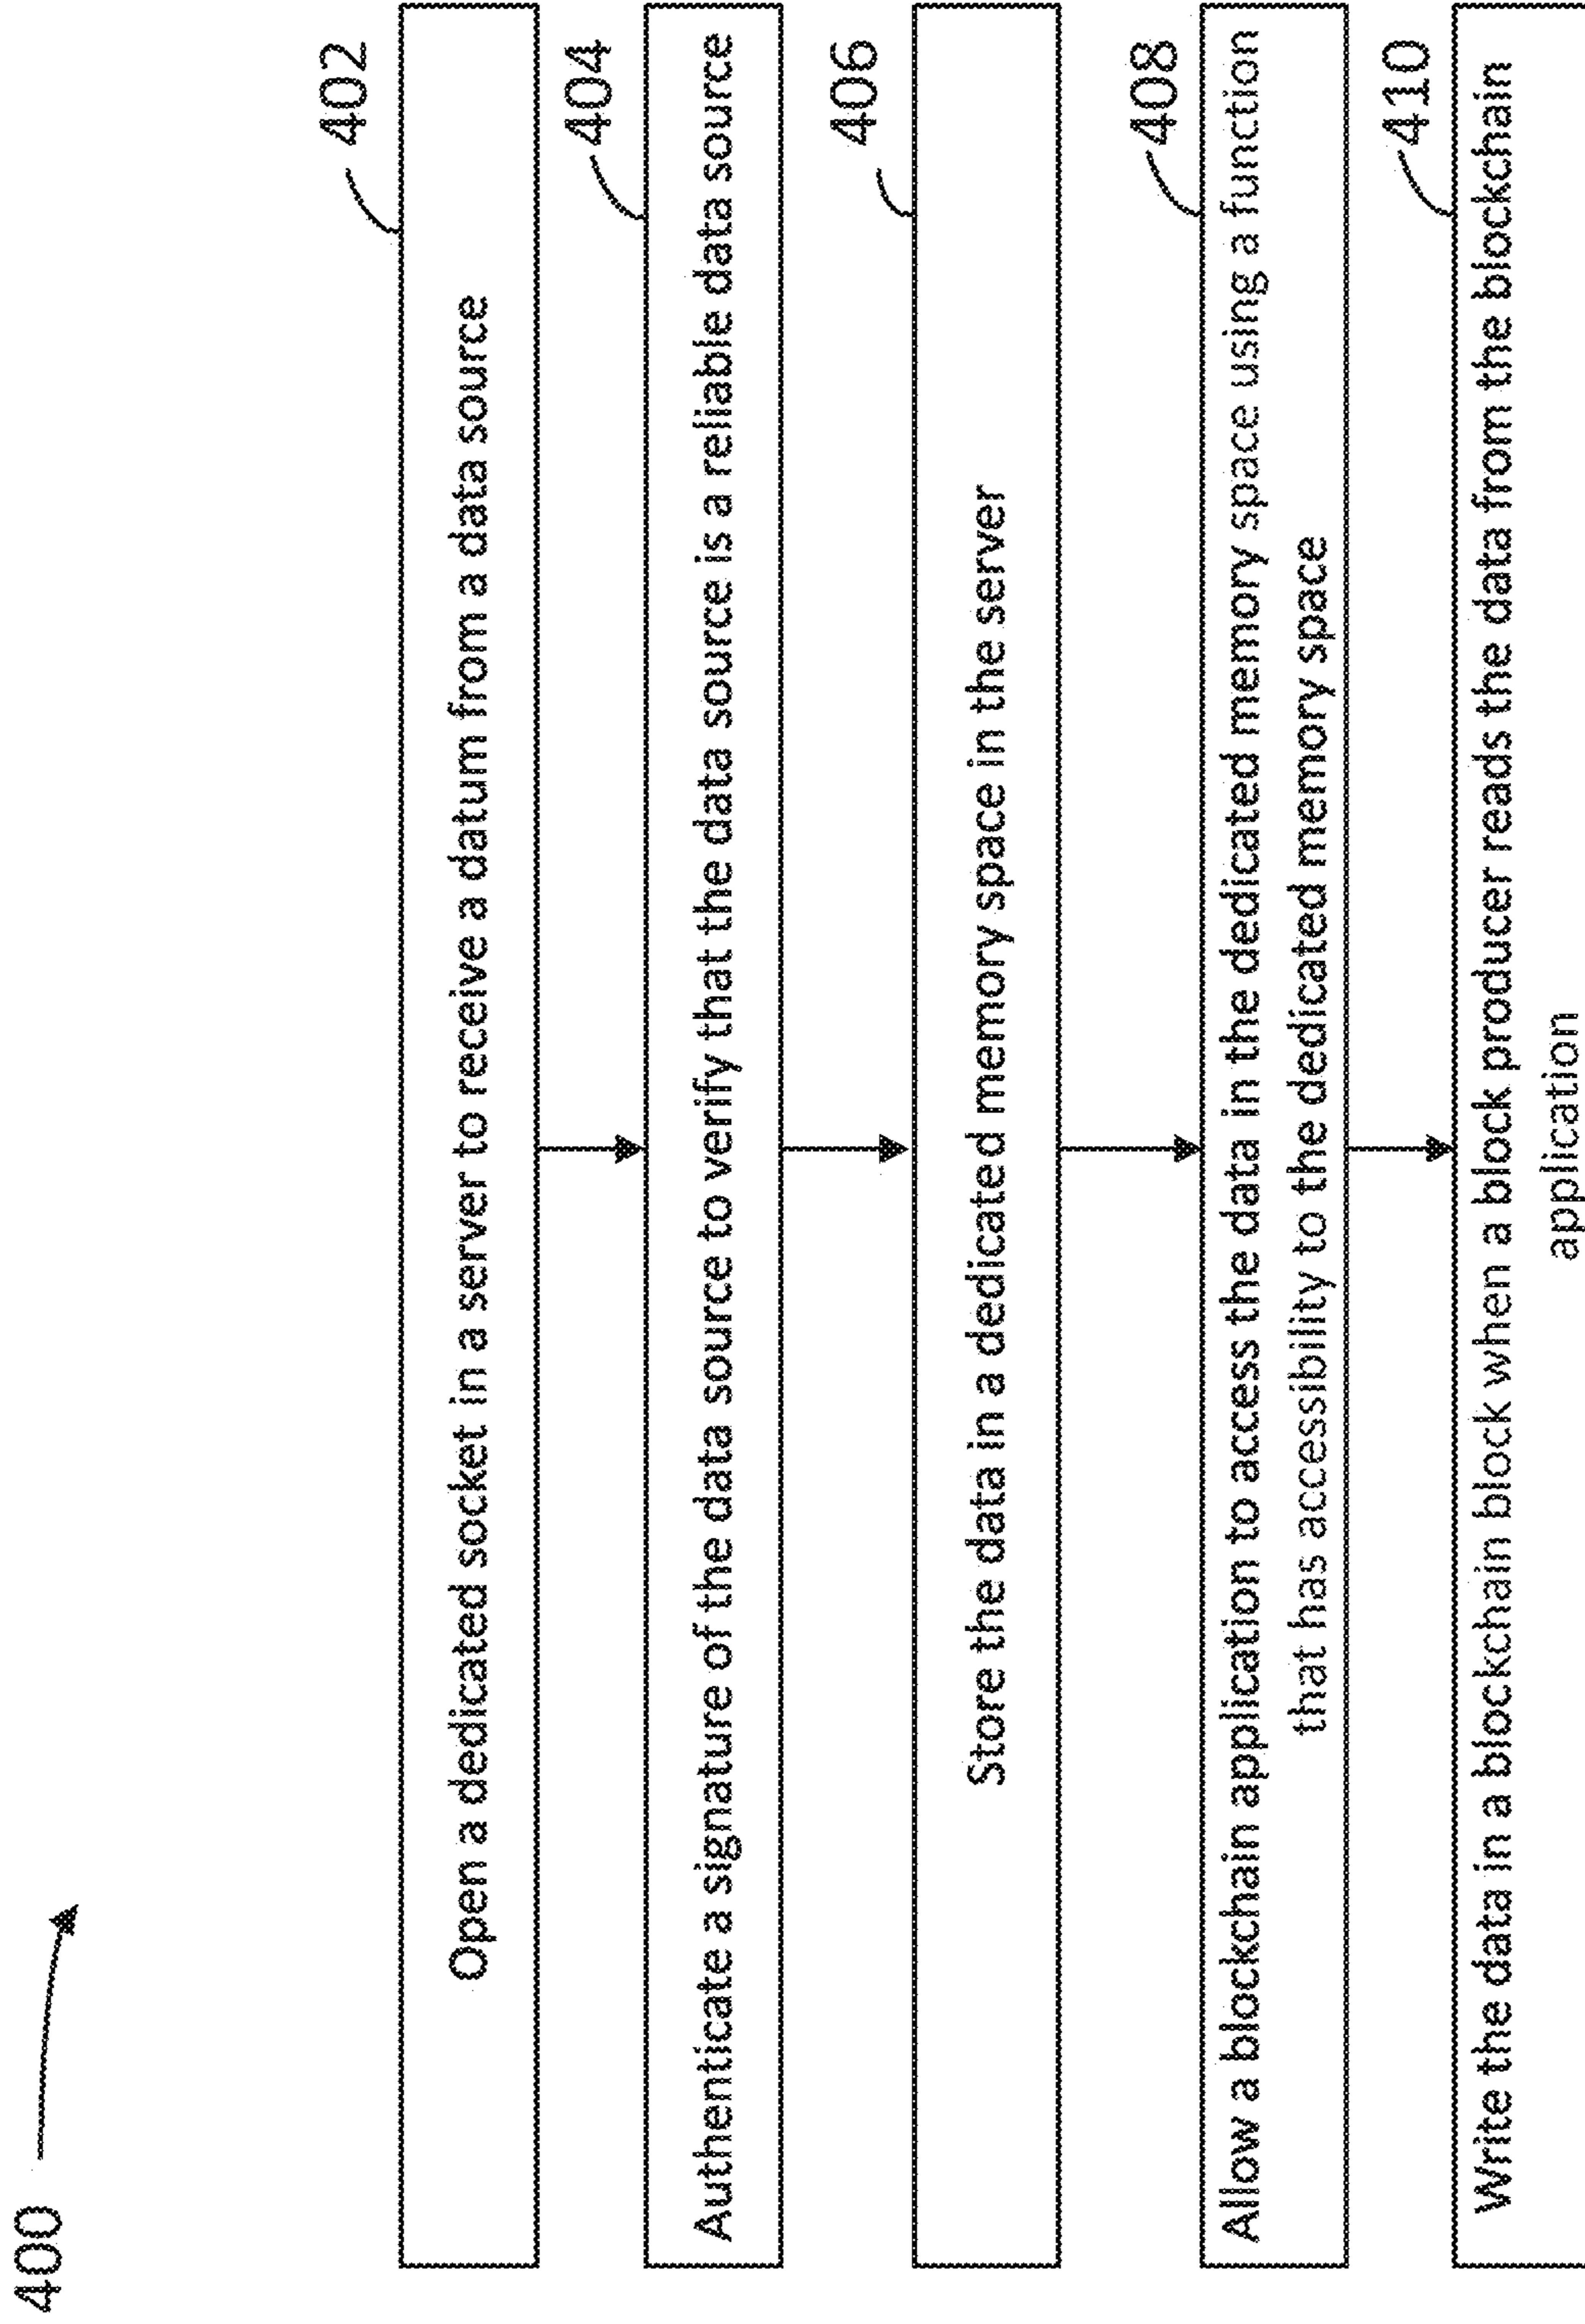 400
402
Open a dedicated socket in a server to receive a datum from a data source
404
Authenticate a signature of the data source to verify that the data source is a reliable data source
406
Store the data in a dedicated memory space in the server
408
Allow a blockchain application to access the data in the dedicated memory space using a function
that has accessibility to the dedicated memory space
410
Write the data in a blockchain block when a block producer reads the data from the blockchain
application